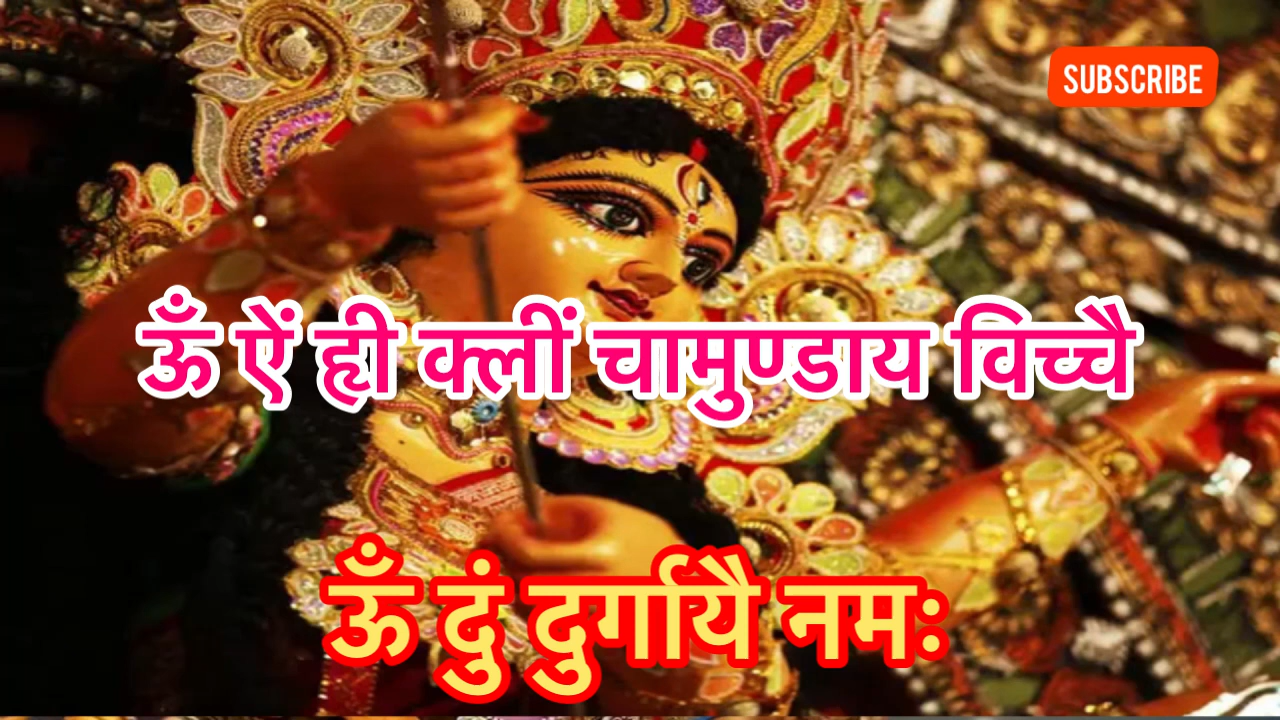 SUBSCRIBE
ॐ ऐं ही क्लीं चामुण्डाय विच्चै
ॐ दुं दुर्गायै नमः